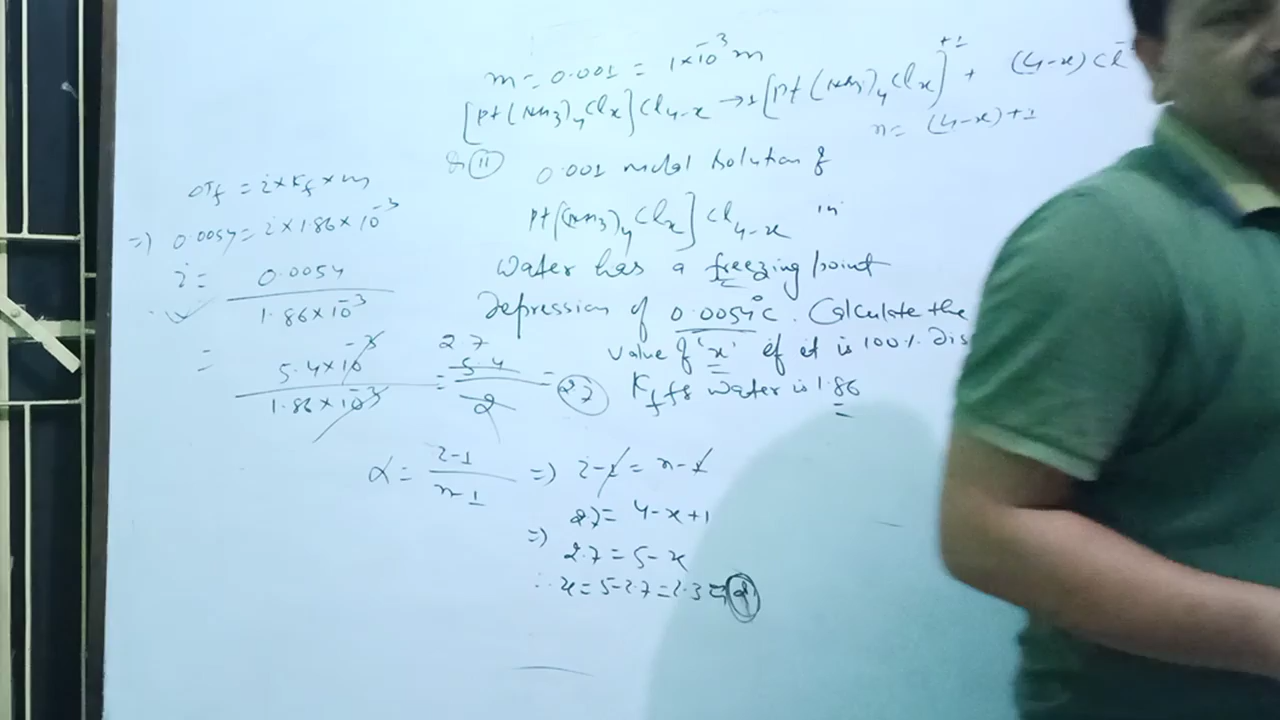 m = 0.001 = 1×10⁻³ m
[Pt(NH₃)₄Clₓ]Cl₄₋ₓ → 1[Pt(NH₃)₄Clₓ]⁺¹ + (4-x)Cl⁻
n = (4-x)+1
Q. (11) 0.001 molal solution of
Pt(NH₃)₄Clₓ]Cl₄₋ₓ in
water has a freezing point
Depression of 0.0054°C. Calculate the
value of 'x' if it is 100% Dis
Kf for water is 1.86
ΔTf = i×Kf×m
⇒ 0.0054 = i×1.86×10⁻³
i = 0.0054
1.86×10⁻³
= 5.4×10⁻³ / 1.86×10⁻³ = 5.4 / 2 = 2.7
2.7
α = i-1 / n-1 ⇒ i-1 = n-1
2.7 = 4-x+1
⇒ 2.7 = 5-x
∴ x = 5-2.7 = 2.3 =